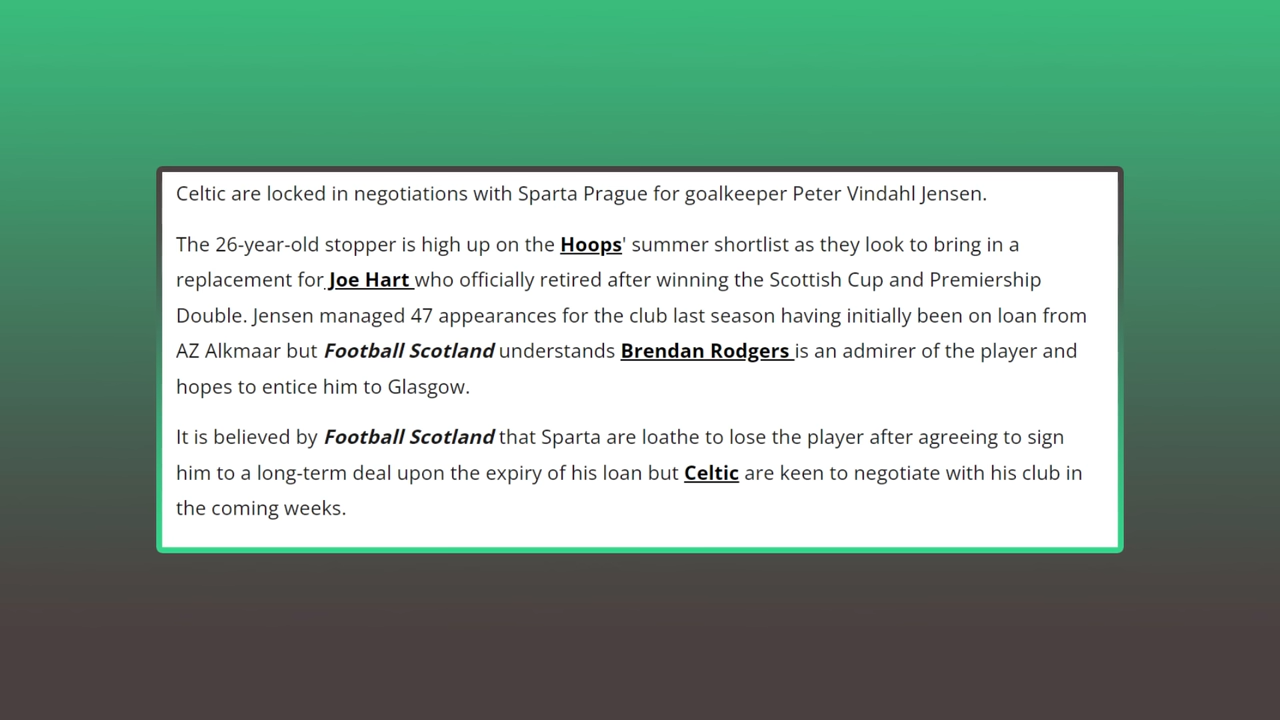 Celtic are locked in negotiations with Sparta Prague for goalkeeper Peter Vindahl Jensen.
The 26-year-old stopper is high up on the Hoops' summer shortlist as they look to bring in a
replacement for Joe Hart who officially retired after winning the Scottish Cup and Premiership
Double. Jensen managed 47 appearances for the club last season having initially been on loan from
AZ Alkmaar but Football Scotland understands Brendan Rodgers is an admirer of the player and
hopes to entice him to Glasgow.
It is believed by Football Scotland that Sparta are loathe to lose the player after agreeing to sign
him to a long-term deal upon the expiry of his loan but Celtic are keen to negotiate with his club in
the coming weeks.